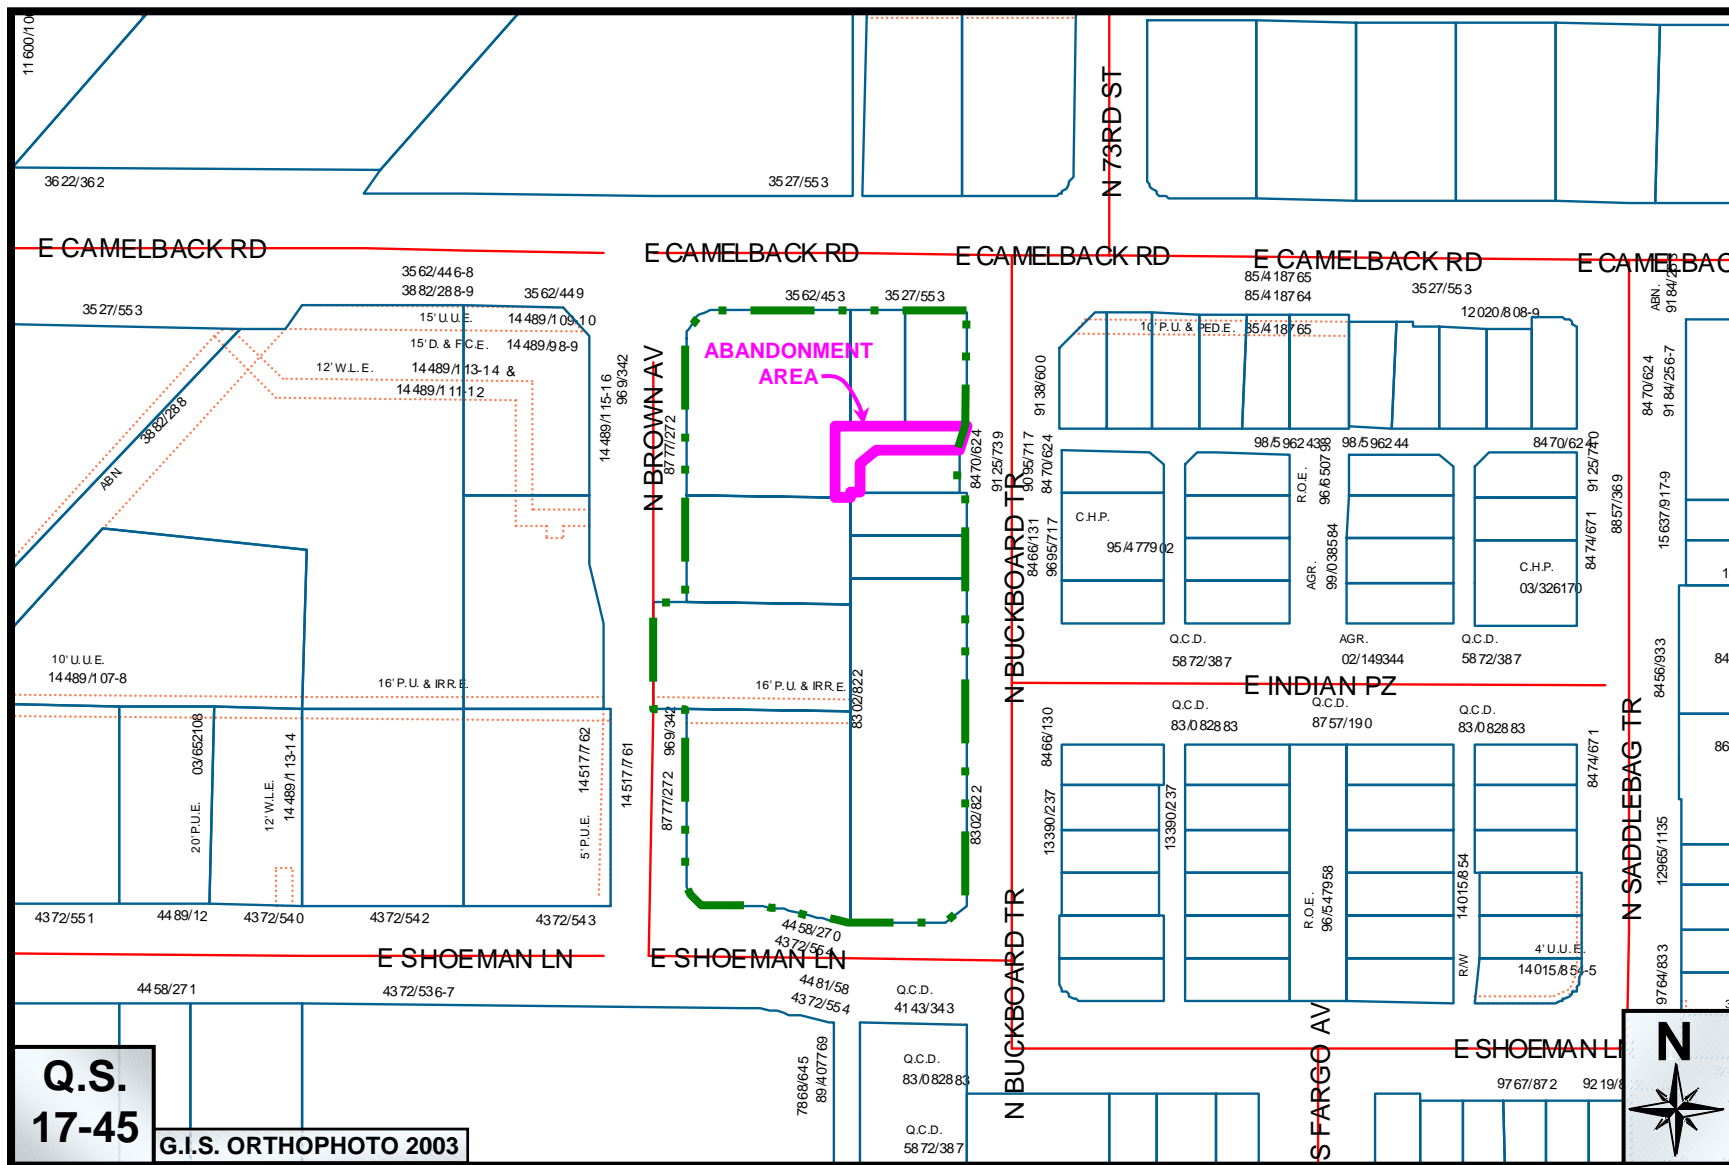 11600/10
3622/362
3527/553
N 73RD ST
E CAMELBACK RD
E CAMELBACK RD
E CAMELBACK RD
E CAMELBACK RD
E CAMELBAC
3562/446-8
3882/288-9
3562/449
3527/553
15' U.U.E.
14489/109-10
15' D. & F.C.E.
14489/98-9
12' W.L.E.
14489/113-14 &
14489/111-12
3882/288
ABN
14489/115-16
969/342
N BROWN AV
8777/272
3562/453
3527/553
ABANDONMENT
AREA
8470/624
9125/739
9095/717
8470/624
9138/600
85/418765
85/418764
3527/553
12020/808-9
10' P.U. & P.E.D.E.
85/418765
ABN.
8470/624
9184/256-7
98/596243
98/596244
8470/624
9125/740
C.H.P.
95/477902
R.O.E.
96/650798
AGR.
99/038584
8474/671
8857/369
15637/917-9
C.H.P.
03/326170
8466/131
9695/717
N BUCKBOARD TR
Q.C.D.
5872/387
AGR.
02/149344
Q.C.D.
5872/387
8456/933
84
10' U.U.E.
14489/107-8
16' P.U. & IRR.E.
16' P.U. & IRR.E.
8302/822
E INDIAN PZ
Q.C.D.
83/082883
Q.C.D.
8757/190
Q.C.D.
83/082883
03/652108
20' P.U.E.
12' W.L.E.
14489/113-14
14517/762
5' P.U.E.
14517/761
969/342
8777/272
8302/822
8466/130
13390/237
13390/237
R.O.E.
96/547958
14015/854
R/W
8474/671
N SADDLEBAG TR
86
12965/1135
9764/833
4' U.U.E.
14015/854-5
4372/551
4489/12
4372/540
4372/542
4372/543
4458/270
4372/554
E SHOEMAN LN
E SHOEMAN LN
4458/271
4372/536-7
4481/58
4372/554
Q.C.D.
4143/343
N BUCKBOARD TR
S FARGO AV
E SHOEMAN LN
7868/645
89/407769
Q.C.D.
83/082883
Q.C.D.
5872/387
9767/872
9219/8
Q.S.
17-45
G.I.S. ORTHOPHOTO 2003
N